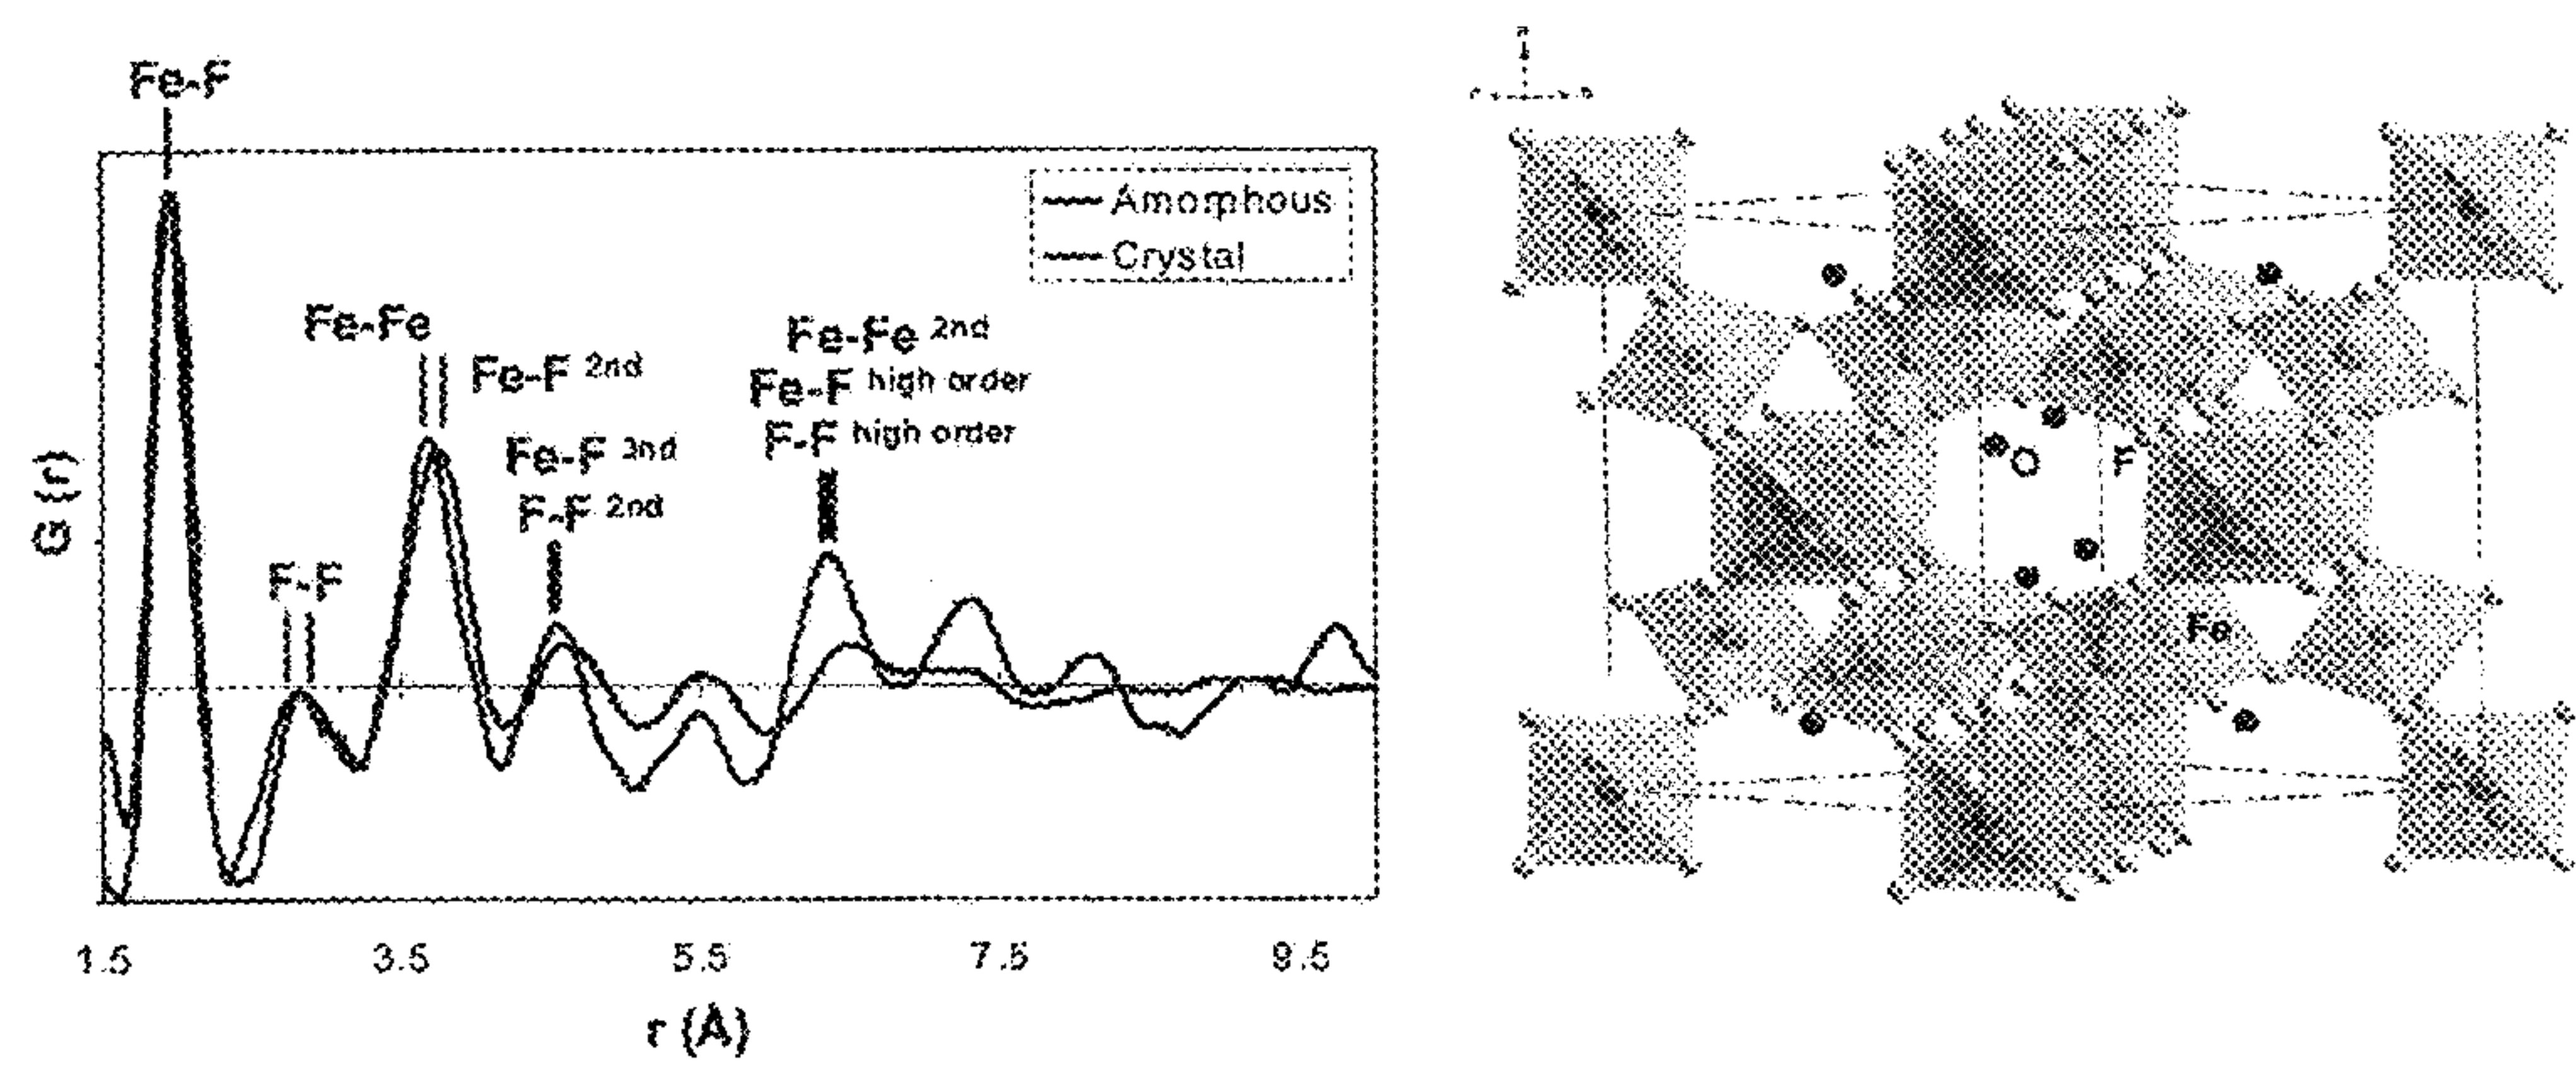 Fe-F
Amorphous
Crystal
Fe-Fe
Fe-F 2nd
Fe-Fe 2nd
Fe-F high order
F-F high order
Fe-F 3nd
F-F 2nd
F-F
G (r)
1.5 3.5 5.5 7.5 9.5
r (Å)
O F
Fe